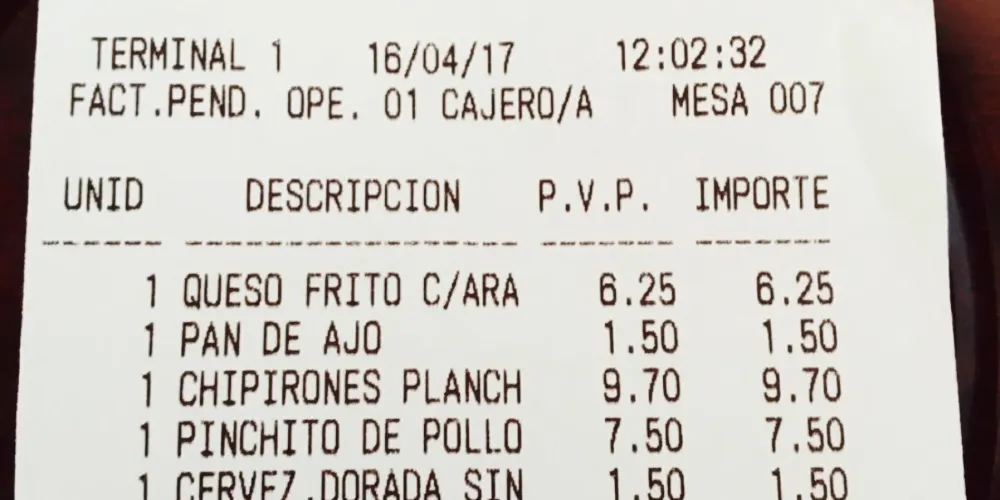 TERMINAL 1 16/04/17 12:02:32
FACT.PEND. OPE. 01 CAJERO/A MESA 007
UNID DESCRIPCION P.V.P. IMPORTE
1 QUESO FRITO C/ARA 6.25 6.25
1 PAN DE AJO 1.50 1.50
1 CHIPIRONES PLANCH 9.70 9.70
1 PINCHITO DE POLLO 7.50 7.50
1 CERVEZ.DORADA SIN 1.50 1.50